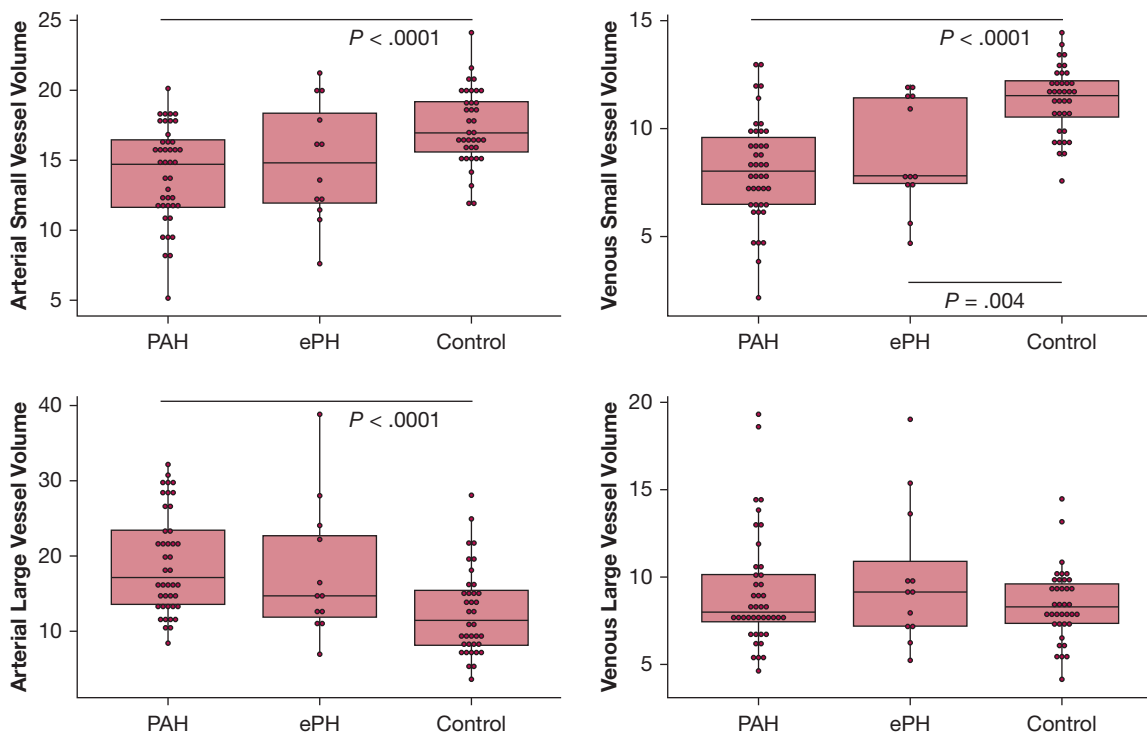 Arterial Small Vessel Volume
25
20
15
10
5
P < .0001
PAH
ePH
Control
Venous Small Vessel Volume
15
10
5
P < .0001
P = .004
PAH
ePH
Control
Arterial Large Vessel Volume
40
30
20
10
P < .0001
PAH
ePH
Control
Venous Large Vessel Volume
20
15
10
5
PAH
ePH
Control